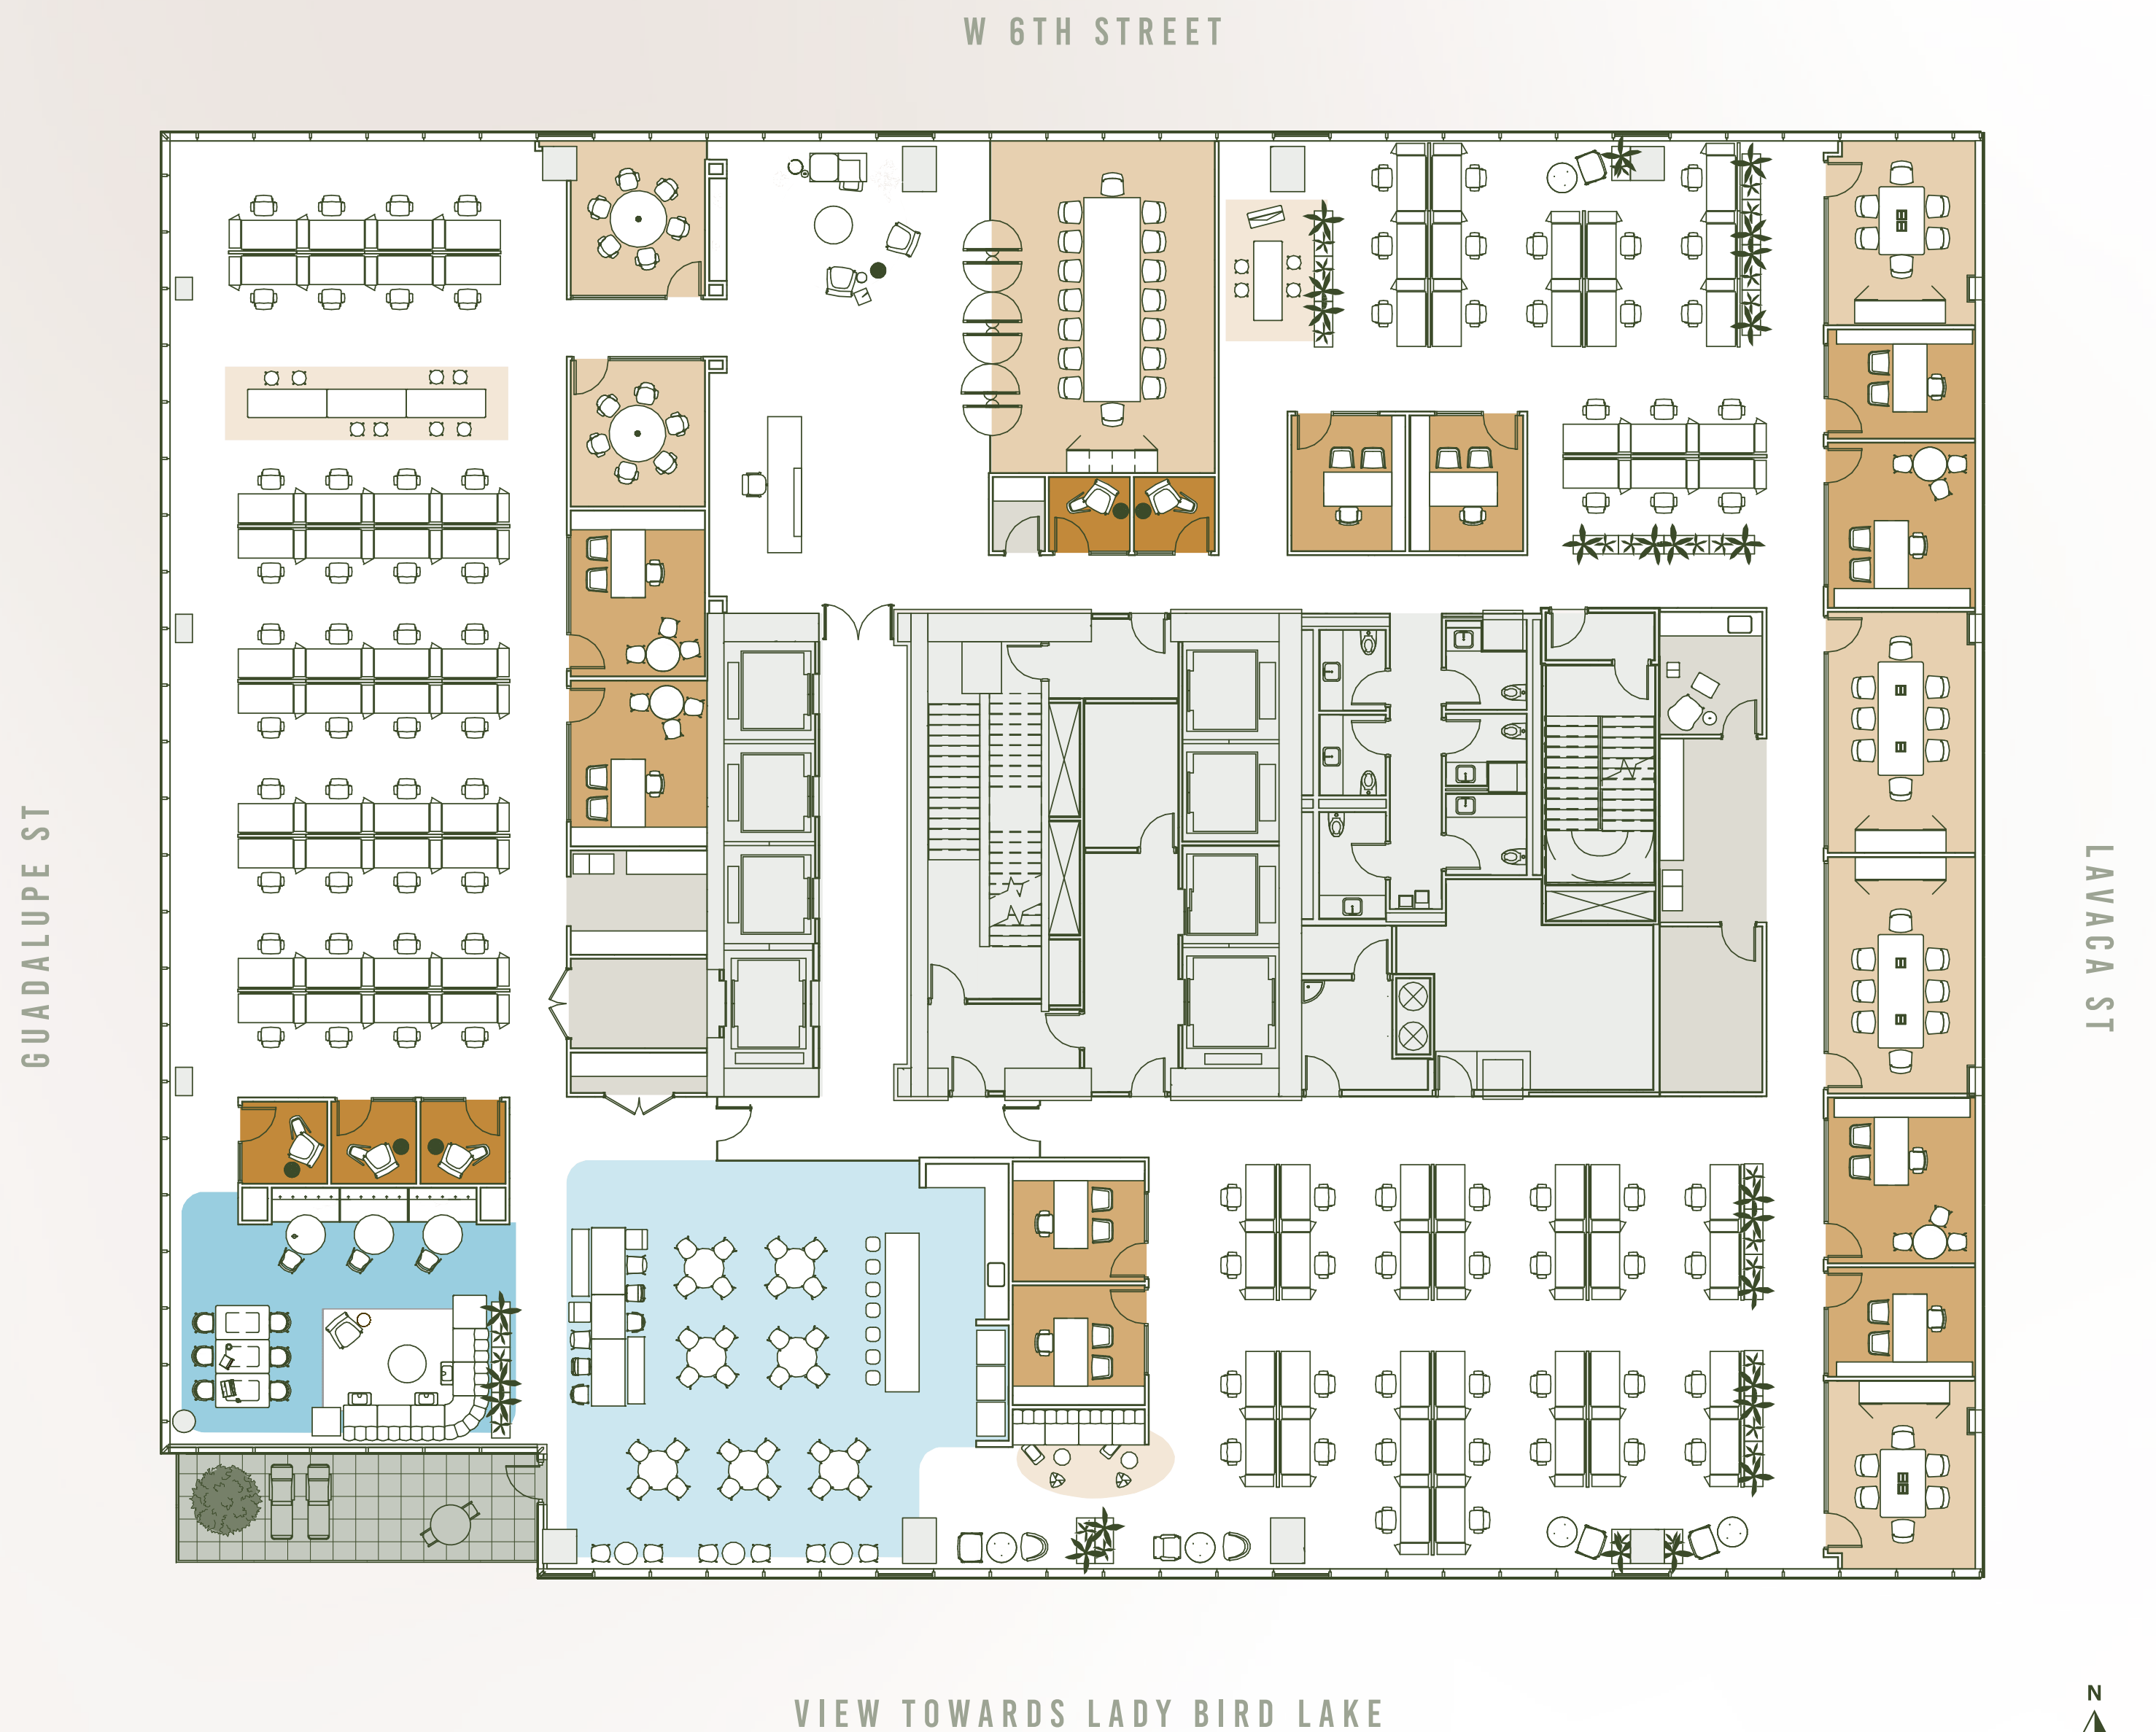 W 6TH STREET
GUADALUPE ST
LAVACA ST
VIEW TOWARDS LADY BIRD LAKE
N